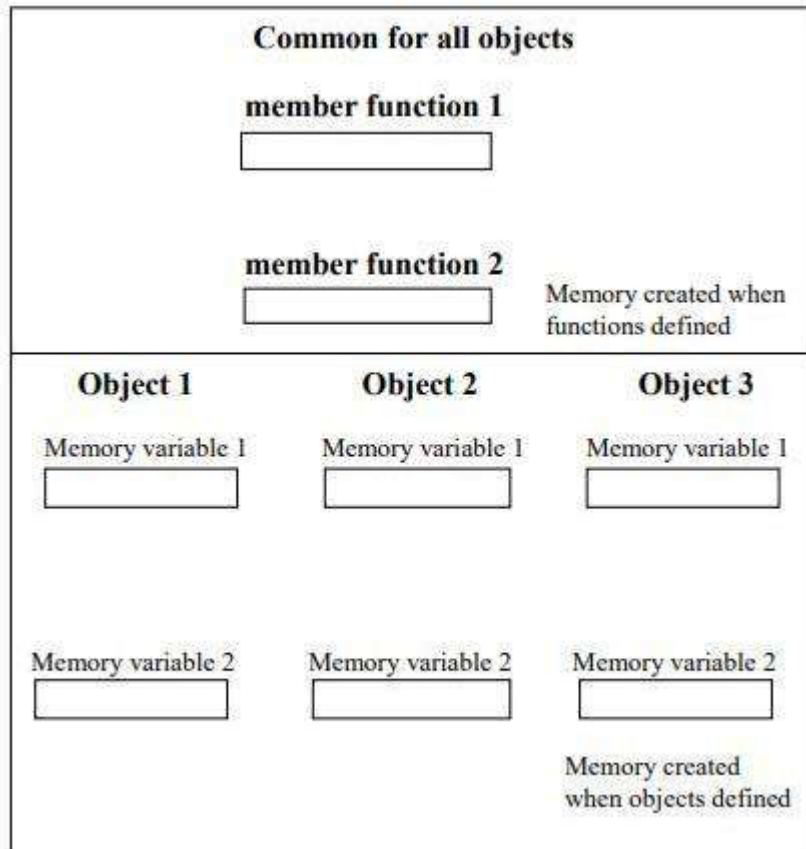 Common for all objects
member function 1
member function 2
Memory created when
functions defined
Object 1 Object 2 Object 3
Memory variable 1 Memory variable 1 Memory variable 1
Memory variable 2 Memory variable 2 Memory variable 2
Memory created
when objects defined